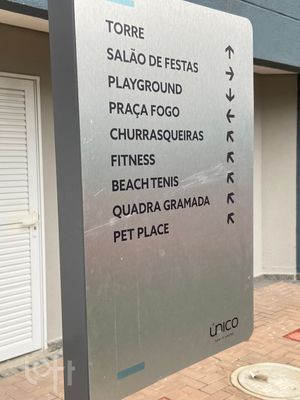 TORRE ↑
SALÃO DE FESTAS →
PLAYGROUND ↓
PRAÇA FOGO ←
CHURRASQUEIRAS ↖
FITNESS ↖
BEACH TENIS ↖
QUADRA GRAMADA ↖
PET PLACE
ÚNICO